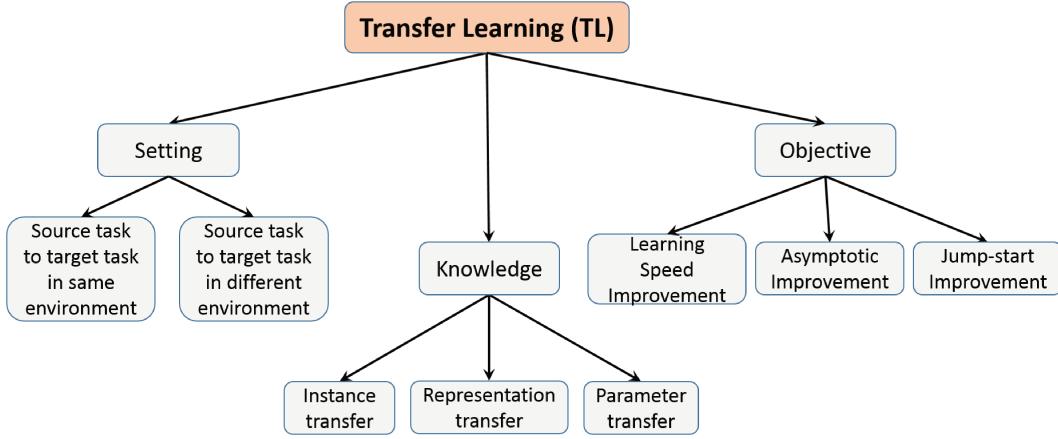 Transfer Learning (TL)
Setting
Objective
Source task
to target task
in same
environment
Source task
to target task
in different
environment
Knowledge
Learning
Speed
Improvement
Asymptotic
Improvement
Jump-start
Improvement
Instance
transfer
Representation
transfer
Parameter
transfer